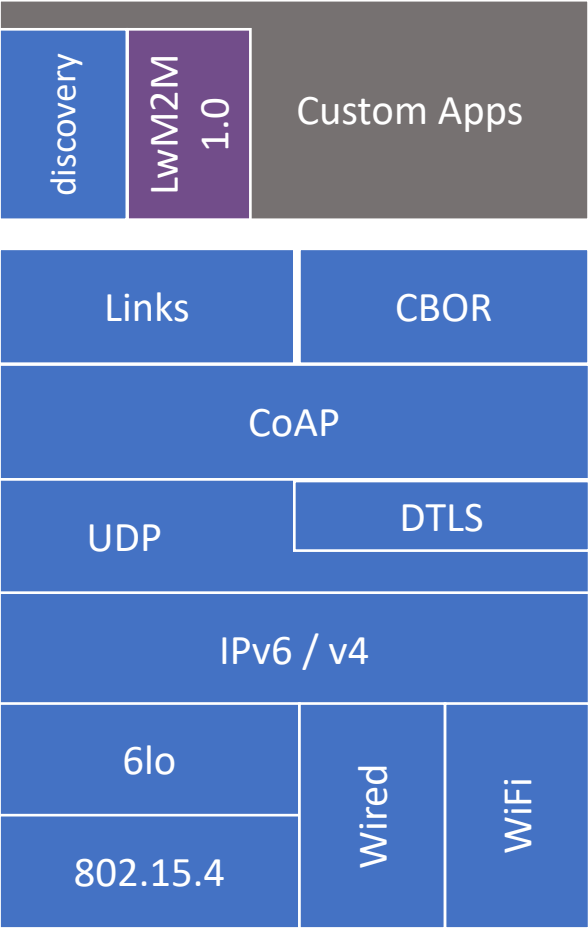 discovery
LwM2M
1.0
Custom Apps
Links
CBOR
CoAP
UDP
DTLS
IPv6 / v4
6lo
802.15.4
Wired
WiFi